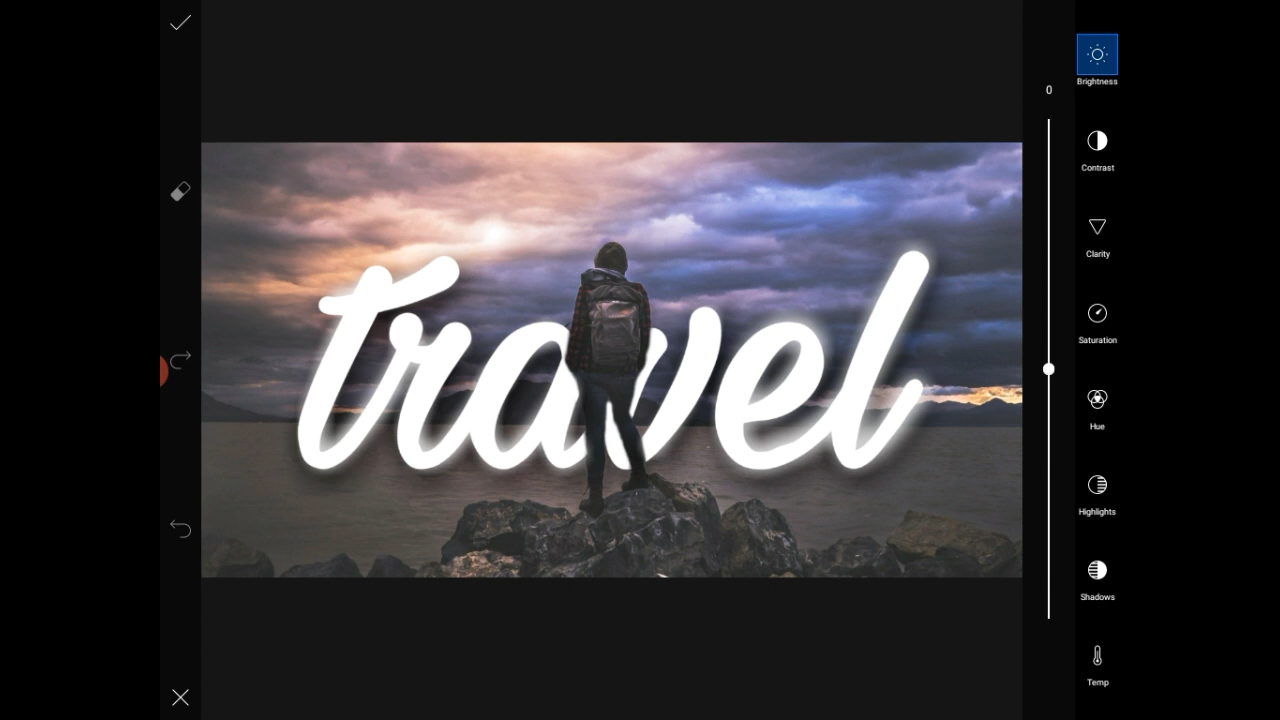 0
Brightness
Contrast
Clarity
travel
Saturation
Hue
Highlights
Shadows
Temp